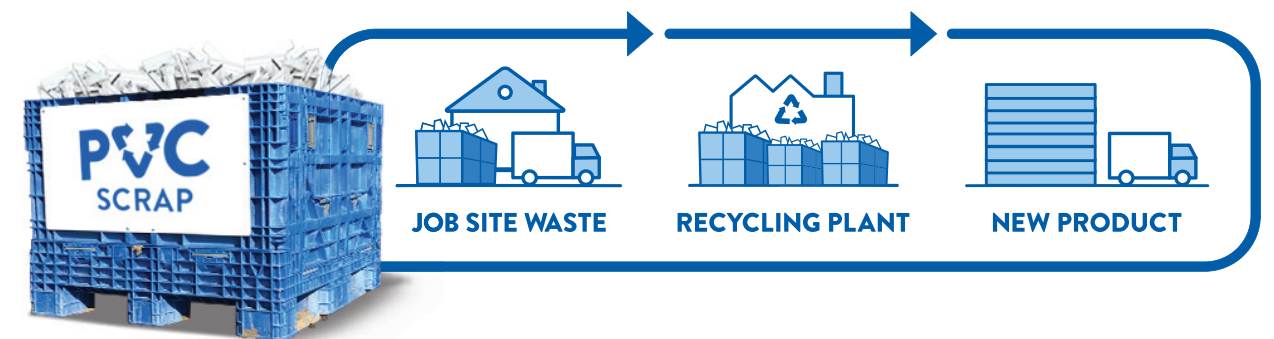 PVC
SCRAP
JOB SITE WASTE
RECYCLING PLANT
NEW PRODUCT